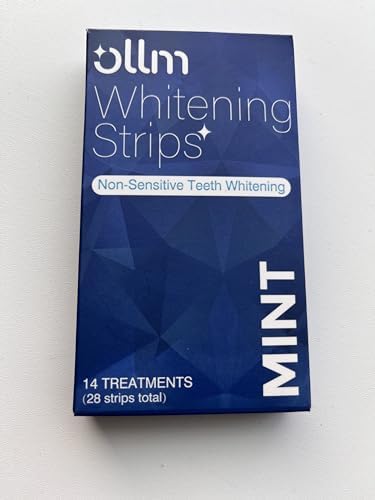 ollm
Whitening
Strips
Non-Sensitive Teeth Whitening
MINT
14 TREATMENTS
(28 strips total)